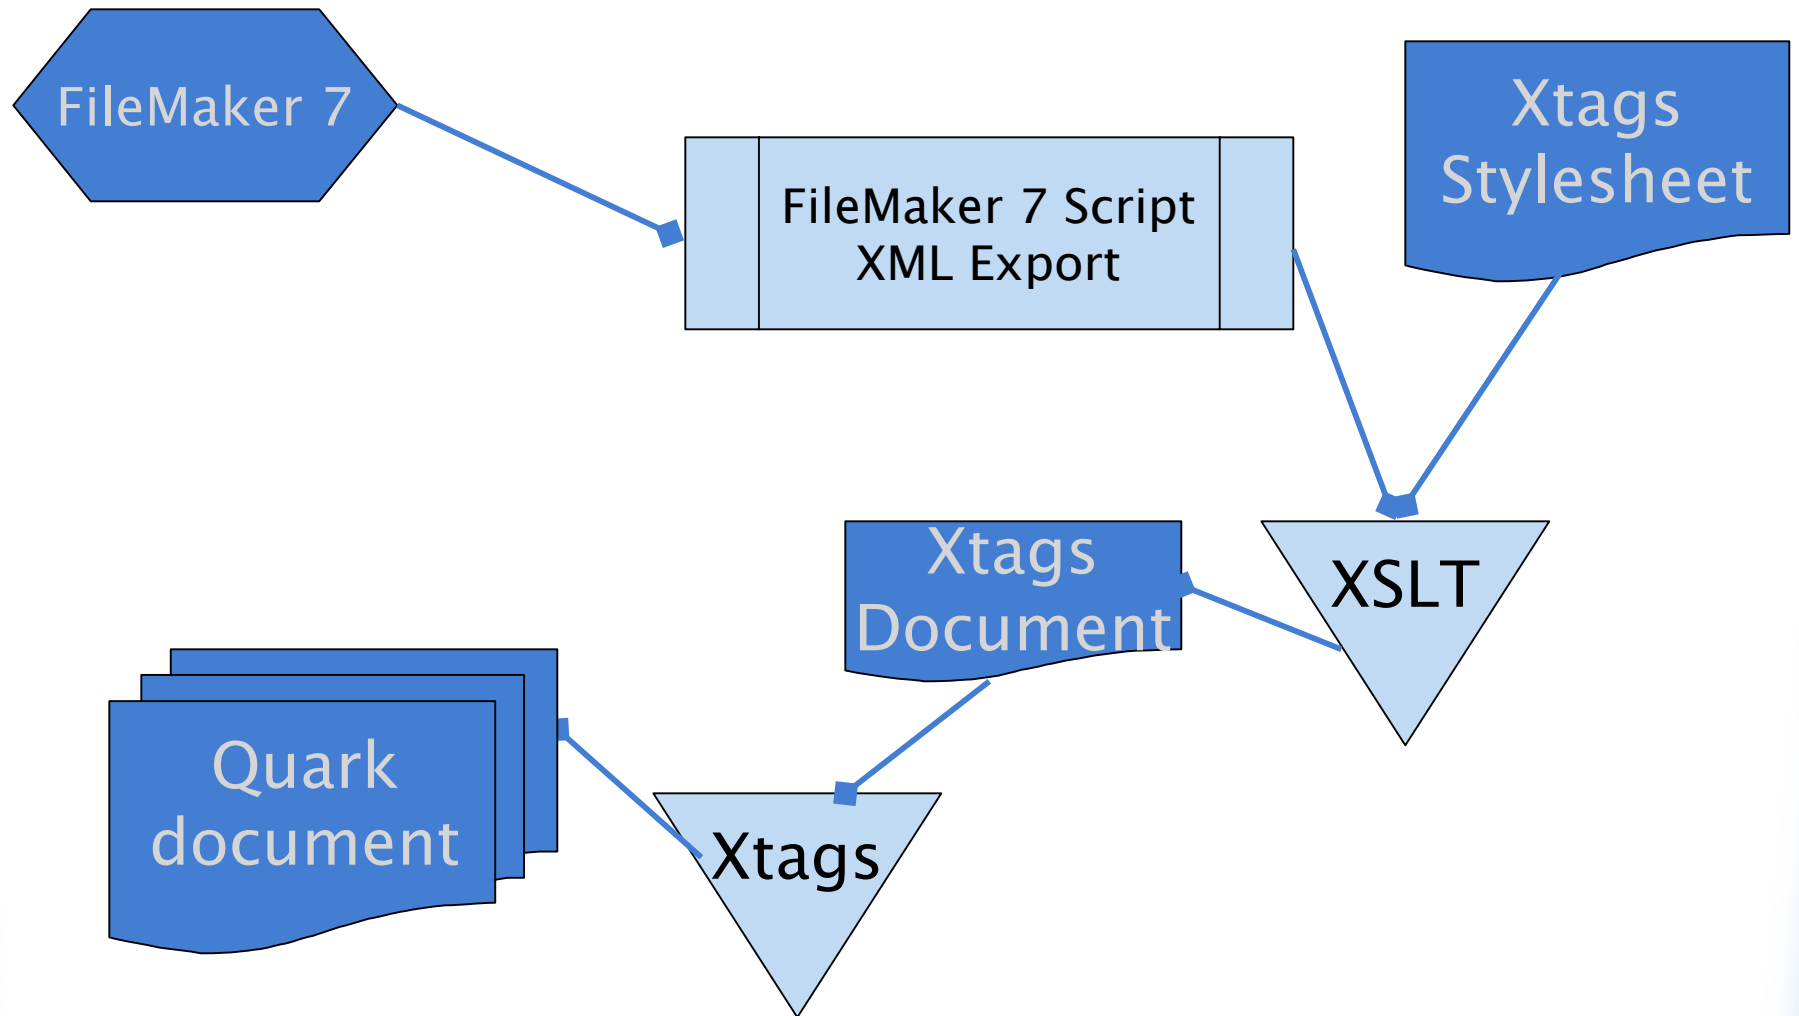 FileMaker 7
FileMaker 7 Script
XML Export
Xtags
Stylesheet
XSLT
Xtags
Document
Xtags
Quark
document